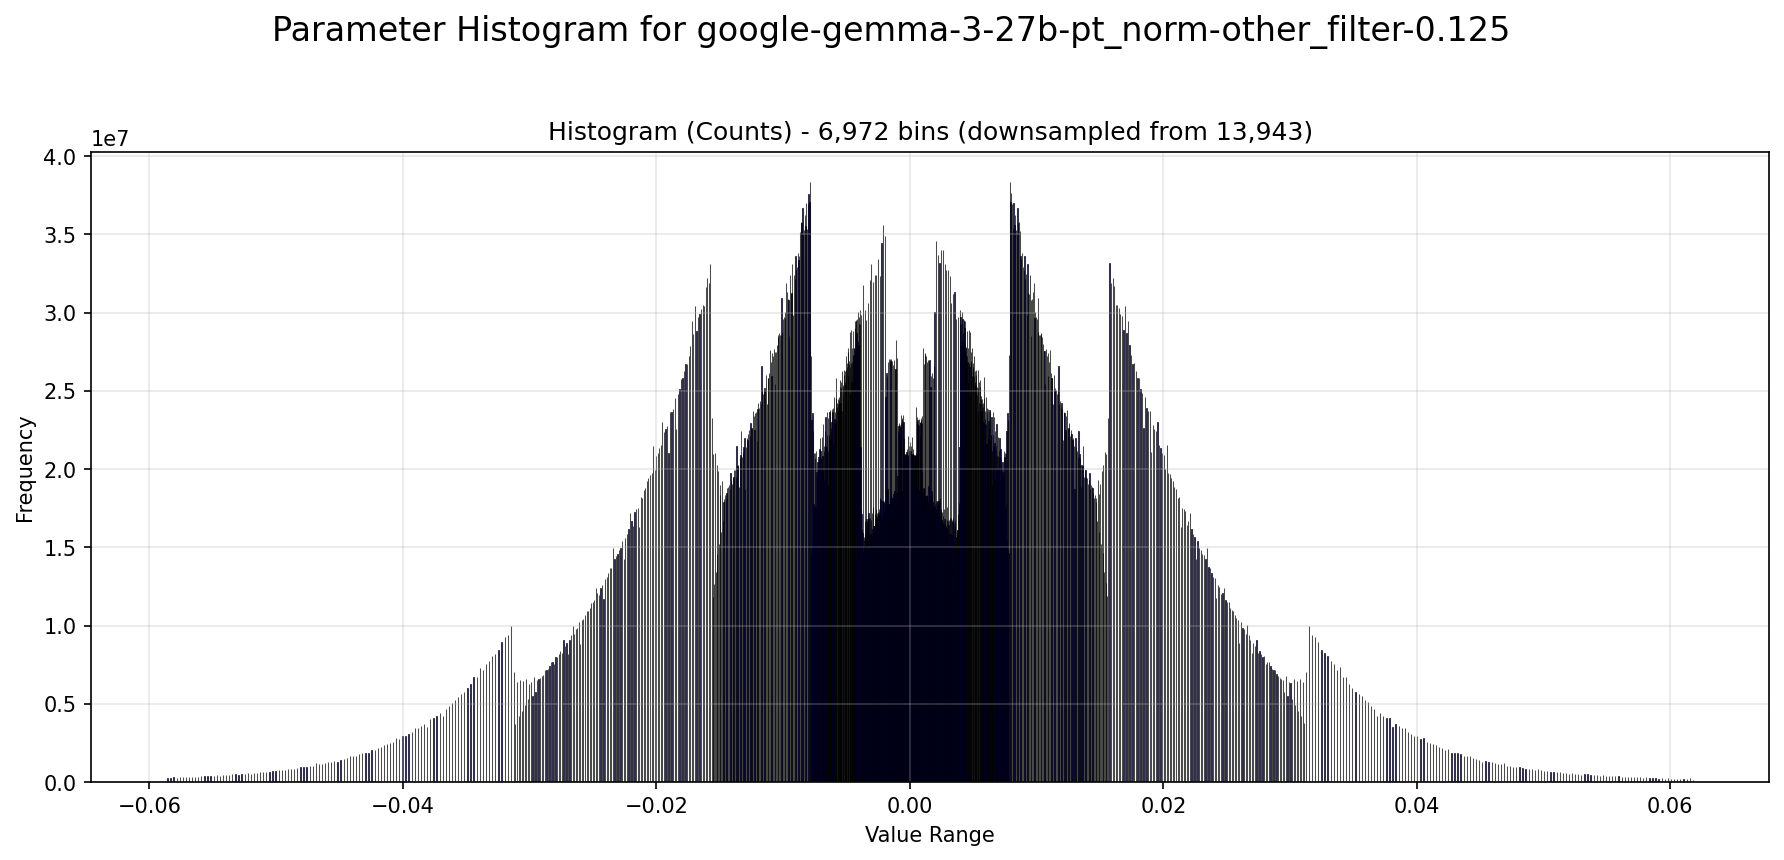 Parameter Histogram for google-gemma-3-27b-pt_norm-other_filter-0.125
Histogram (Counts) - 6,972 bins (downsampled from 13,943)
1e7
4.0
3.5
3.0
2.5
2.0
1.5
1.0
0.5
0.0
Frequency
−0.06 −0.04 −0.02 0.00 0.02 0.04 0.06
Value Range